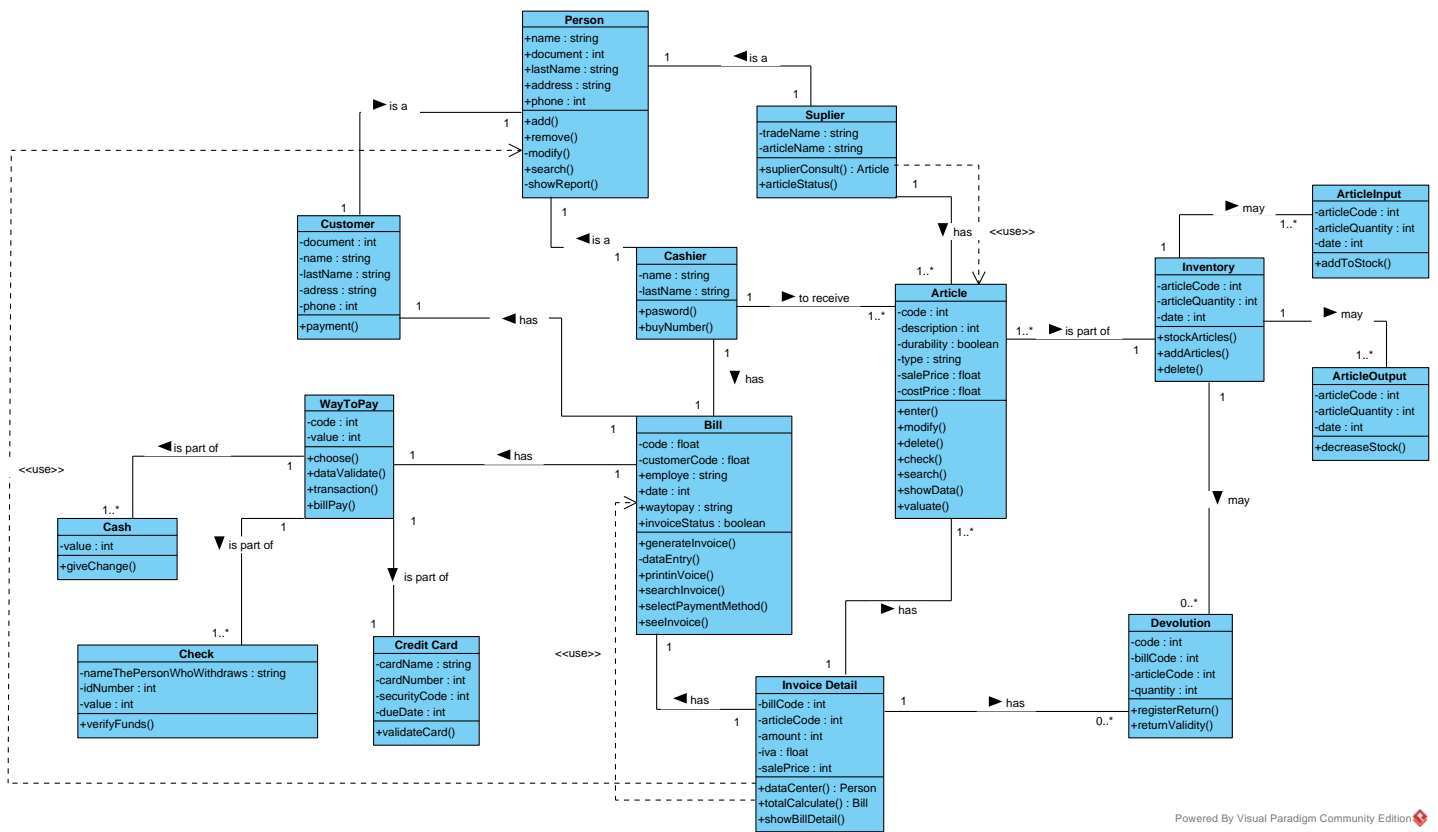 Person
+name : string
+document : int
+lastName : string
+address : string
+phone : int
+add()
+remove()
-modify()
+search()
-showReport()
1
is a
1
Suplier
-tradeName : string
-articleName : string
+suplierConsult() : Article
+articleStatus()
is a
1
1
Customer
-document : int
-name : string
-lastName : string
-adress : string
-phone : int
+payment()
1
is a
1
Cashier
-name : string
-lastName : string
+pasword()
+buyNumber()
1
has
1..*
<<use>>
ArticleInput
-articleCode : int
-articleQuantity : int
-date : int
+addToStock()
may
1..*
1
Inventory
-articleCode : int
-articleQuantity : int
-date : int
+stockArticles()
+addArticles()
+delete()
1
may
1..*
ArticleOutput
-articleCode : int
-articleQuantity : int
-date : int
+decreaseStock()
Article
-code : int
-description : int
-durability : boolean
-type : string
-salePrice : float
-costPrice : float
+enter()
+modify()
+delete()
+check()
+search()
+showData()
+valuate()
1
to receive
1..*
1..*
is part of
1
1
has
1
1
has
1
WayToPay
-code : int
-value : int
+choose()
+dataValidate()
+transaction()
+billPay()
Bill
-code : float
-customerCode : float
+employe : string
+date : int
+waytopay : string
+invoiceStatus : boolean
+generateInvoice()
-dataEntry()
+printinVoice()
+searchInvoice()
+selectPaymentMethod()
+seeInvoice()
1
has
1
is part of
1
1..*
<<use>>
Cash
-value : int
+giveChange()
1
is part of
1..*
1
is part of
1
Check
-nameThePersonWhoWithdraws : string
-idNumber : int
-value : int
+verifyFunds()
Credit Card
-cardName : string
-cardNumber : int
-securityCode : int
-dueDate : int
+validateCard()
<<use>>
1
has
1
1..*
has
1
Invoice Detail
-billCode : int
-articleCode : int
-amount : int
-iva : float
-salePrice : int
+dataCenter() : Person
+totalCalculate() : Bill
+showBillDetail()
1
has
0..*
1
may
0..*
Devolution
-code : int
-billCode : int
-articleCode : int
-quantity : int
+registerReturn()
+returnValidity()
Powered By Visual Paradigm Community Edition